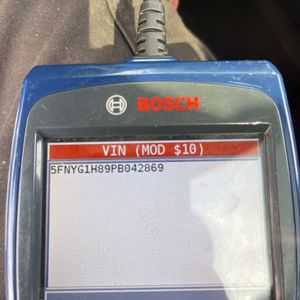 BOSCH
VIN (MOD $10)
5FNYG1H89PB042869